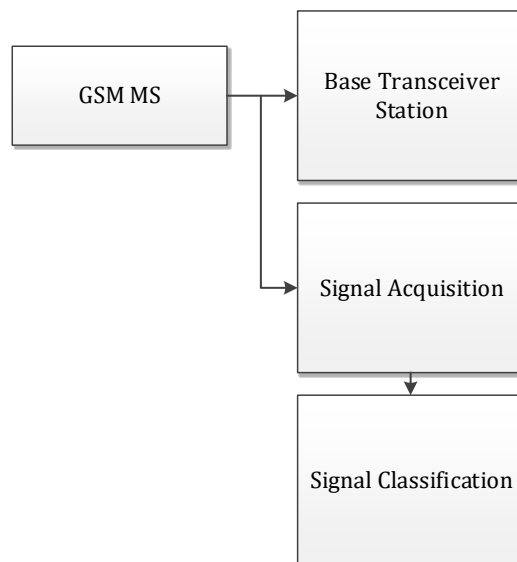 GSM MS
Base Transceiver
Station
Signal Acquisition
Signal Classification